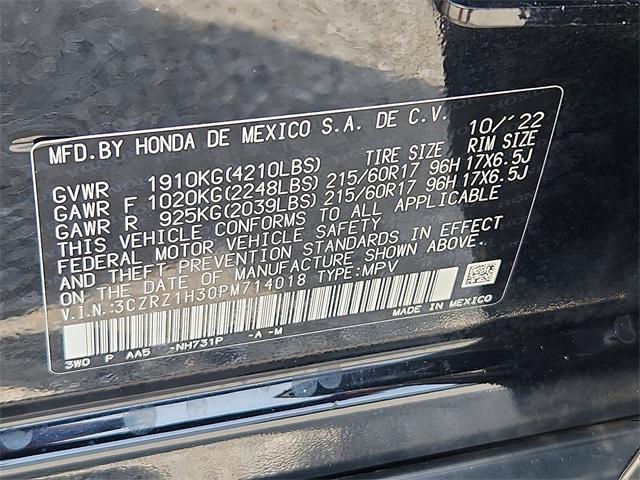 MFD.BY HONDA DE MEXICO S.A. DE C.V. 10/'22
TIRE SIZE RIM SIZE
GVWR 1910KG(4210LBS)
GAWR F 1020KG(2248LBS) 215/60R17 96H 17X6.5J
GAWR R 925KG(2039LBS) 215/60R17 96H 17X6.5J
THIS VEHICLE CONFORMS TO ALL APPLICABLE
FEDERAL MOTOR VEHICLE SAFETY
AND THEFT PREVENTION STANDARDS IN EFFECT
ON THE DATE OF MANUFACTURE SHOWN ABOVE.
V.I.N.:3CZRZ1H30PM714018 TYPE:MPV
MADE IN MEXICO
3WO P AA5 -NH731P -A -M